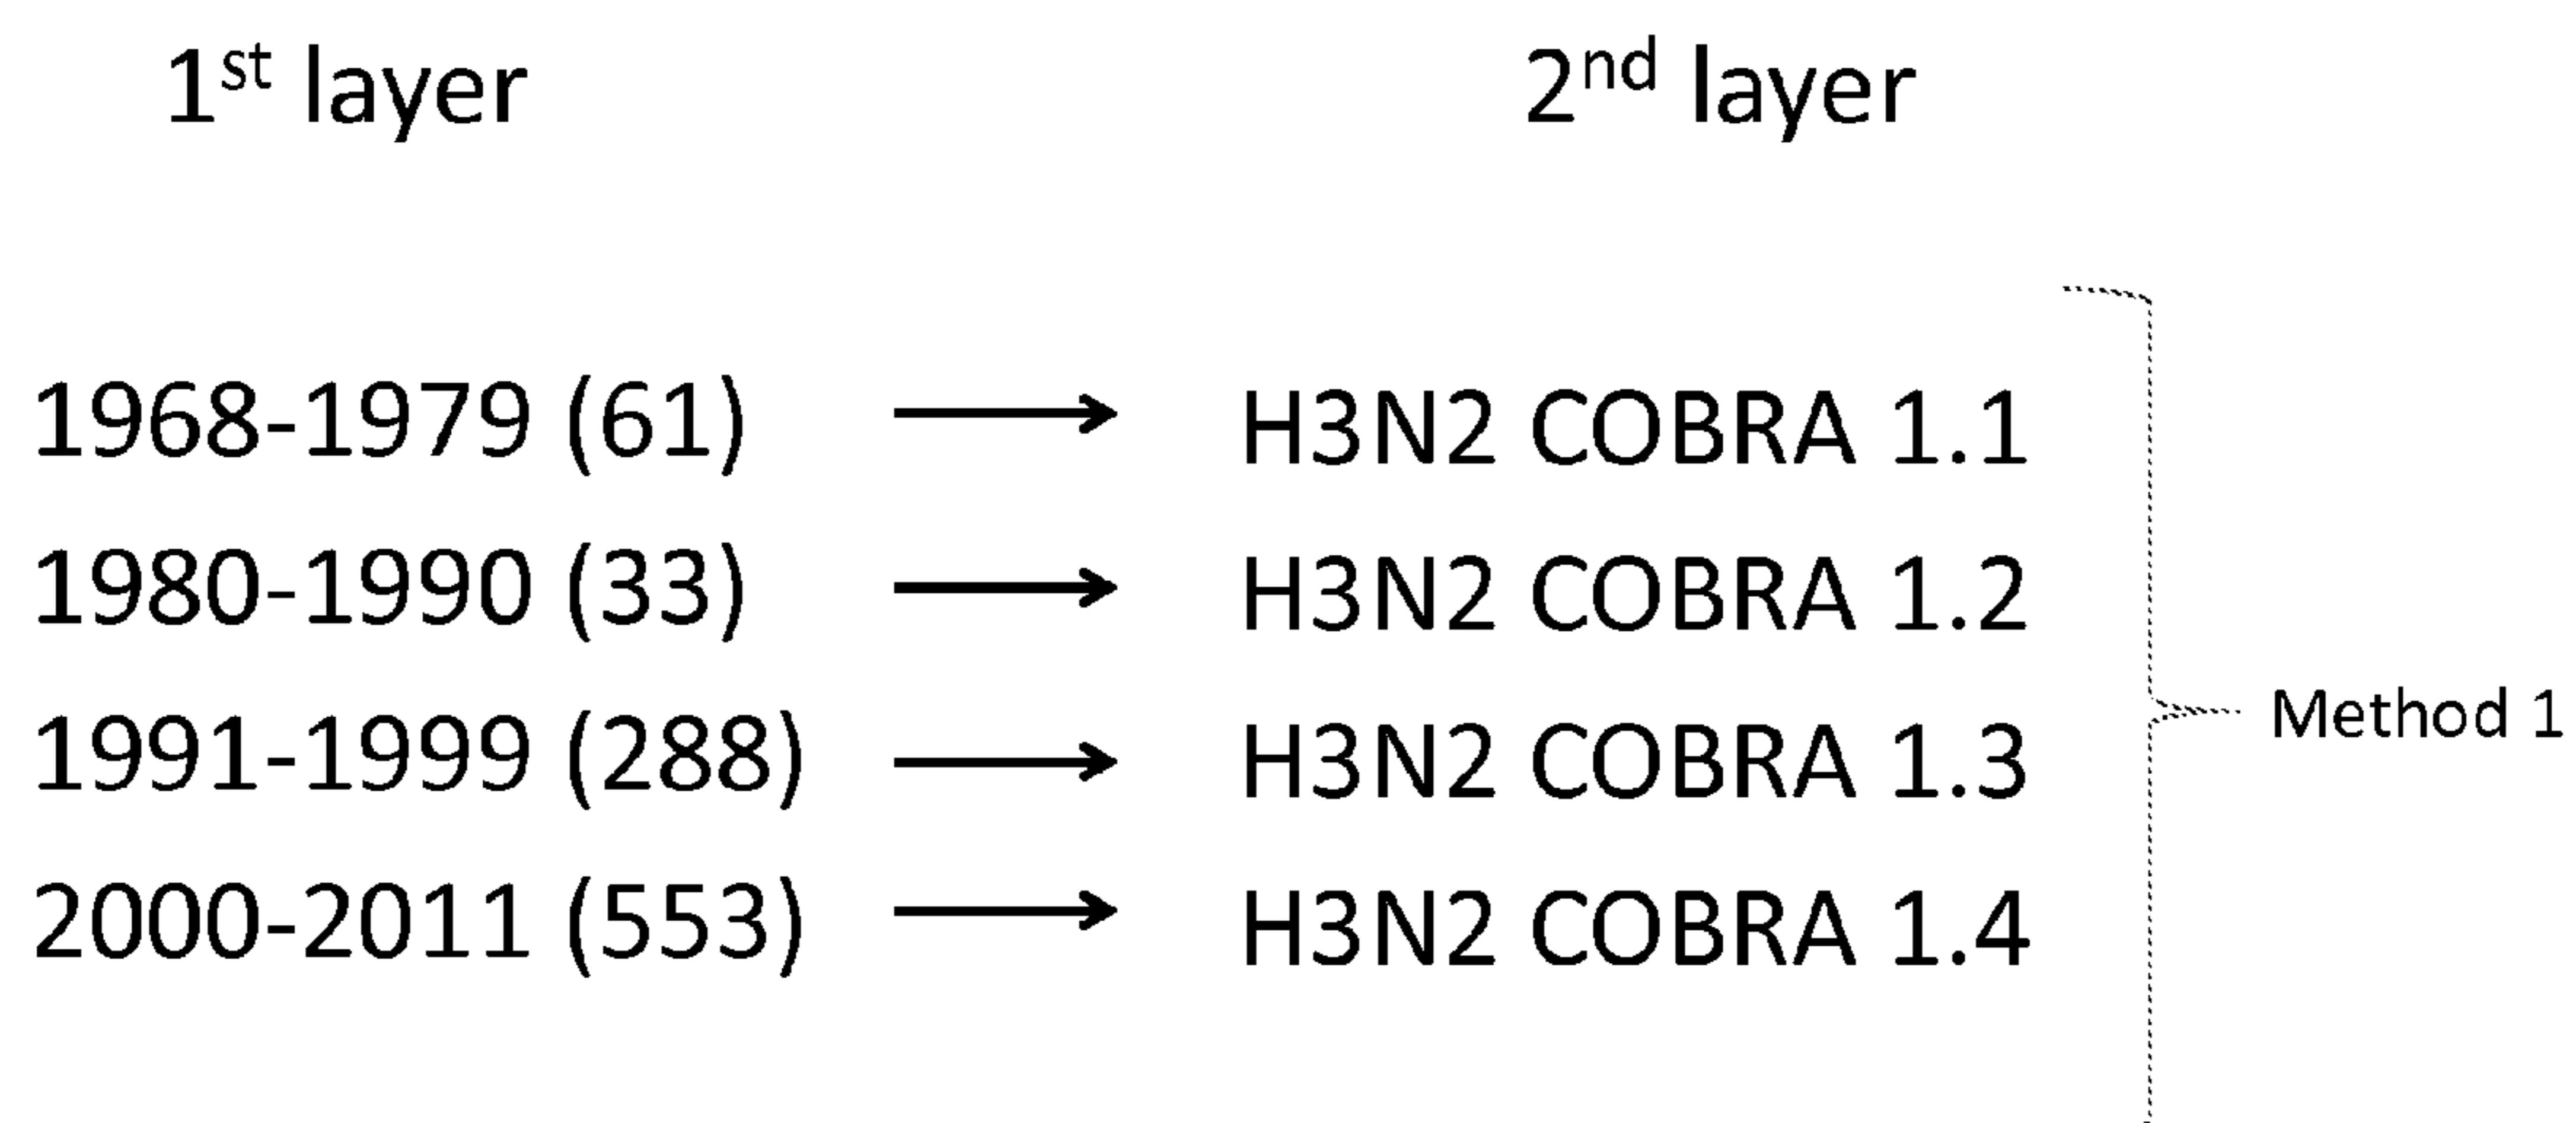 1st layer 2nd layer
1968-1979 (61) H3N2 COBRA 1.1
1980-1990 (33) H3N2 COBRA 1.2
1991-1999 (288) H3N2 COBRA 1.3
Method 1
2000-2011 (553) H3N2 COBRA 1.4